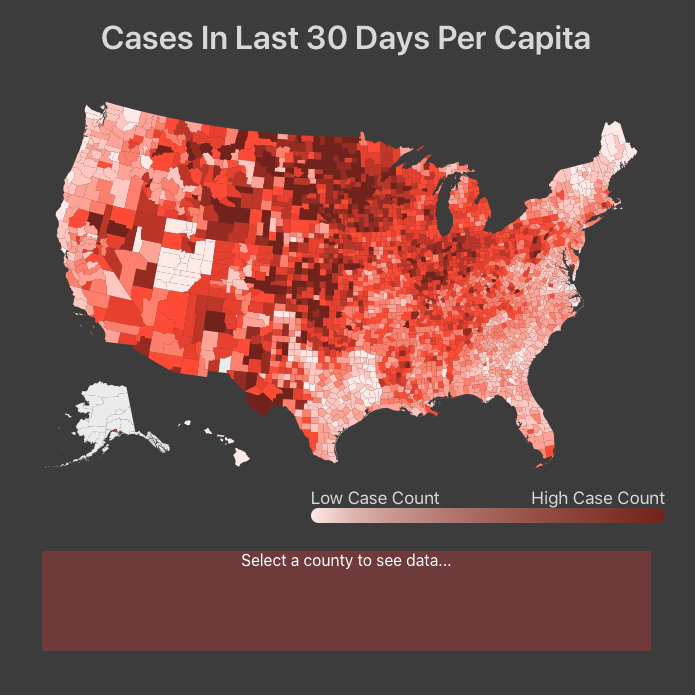 Cases In Last 30 Days Per Capita
Low Case Count High Case Count
Select a county to see data...